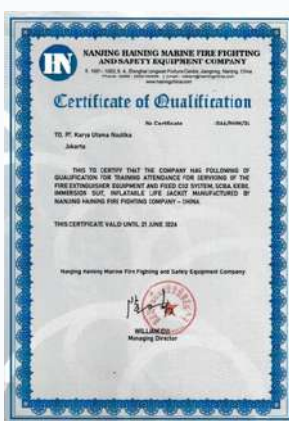 HN
NANJING HAINING MARINE FIRE FIGHTING
AND SAFETY EQUIPMENT COMPANY
Certificate of Qualification
No Certificate
TO. PT. Karya Utama Nautika
Jakarta
THIS TO CERTIFY THAT THE COMPANY HAS FOLLOWING OF
QUALIFICATION FOR TRAINING ATTENDANCE FOR SERVICING OF THE
FIRE EXTINGUISHER EQUIPMENT AND FIXED CO2 SYSTEM, SCBA, EEBD,
IMMERSION SUIT, INFLATABLE LIFE JACKET MANUFACTURED BY
NANJING HAINING FIRE FIGHTING COMPANY – CHINA
THIS CERTIFICATE VALID UNTIL 21 JUNE 2024
Nanjing Haining Marine Fire Fighting and Safety Equipment Company
WILLIAM CUI
Managing Director